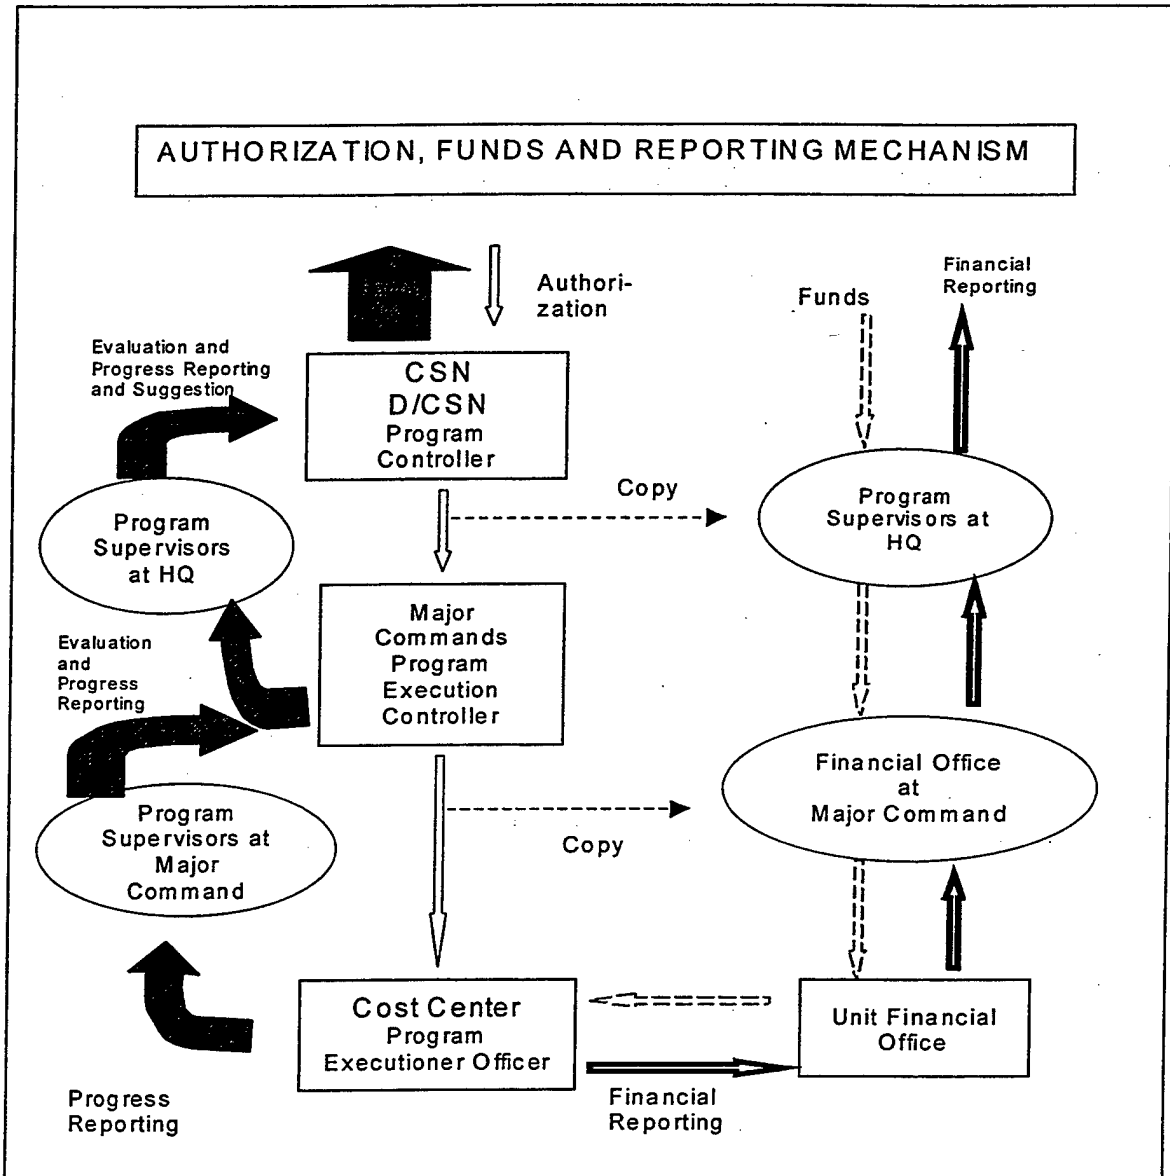 AUTHORIZATION, FUNDS AND REPORTING MECHANISM
Authori-
zation
Funds
Financial
Reporting
Evaluation and
Progress Reporting
and Suggestion
CSN
D/CSN
Program
Controller
Copy
Program
Supervisors
at HQ
Program
Supervisors at
HQ
Major
Commands
Program
Execution
Controller
Evaluation
and
Progress
Reporting
Financial Office
at
Major Command
Copy
Program
Supervisors at
Major
Command
Cost Center
Program
Executioner Officer
Unit Financial
Office
Progress
Reporting
Financial
Reporting